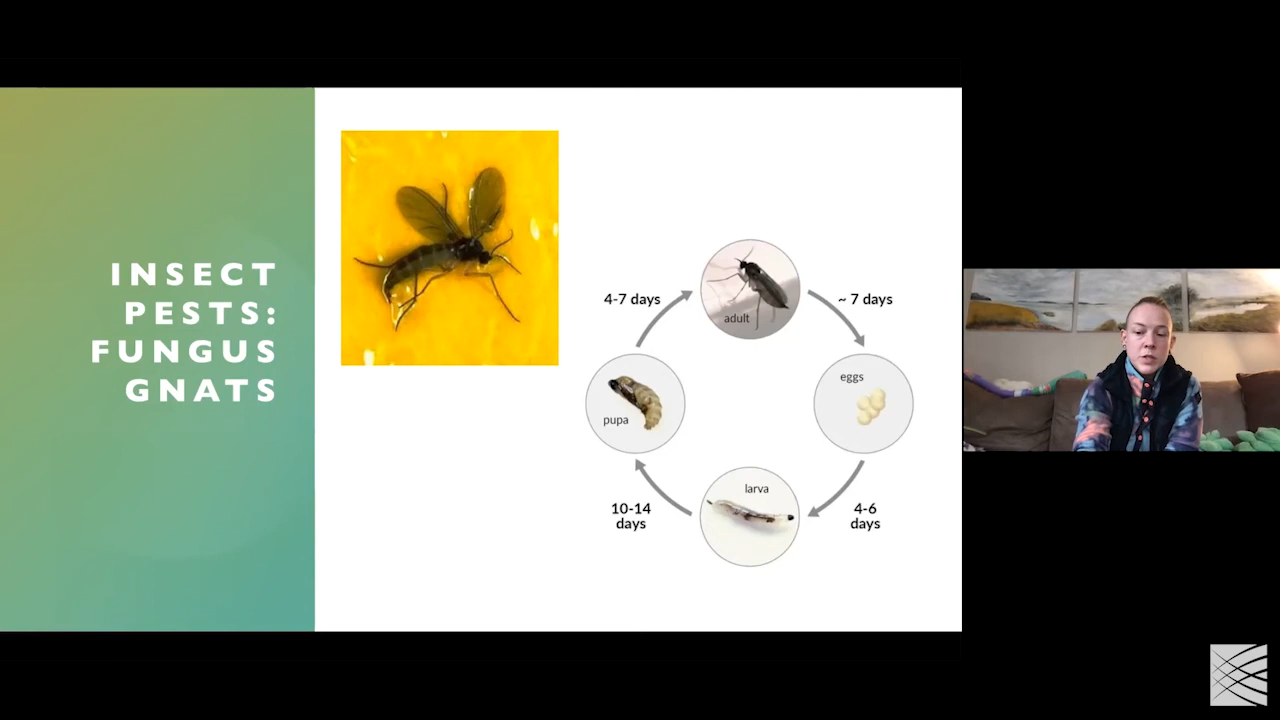 INSECT
PESTS:
FUNGUS
GNATS
4-7 days
adult
~ 7 days
pupa
eggs
larva
10-14
days
4-6
days